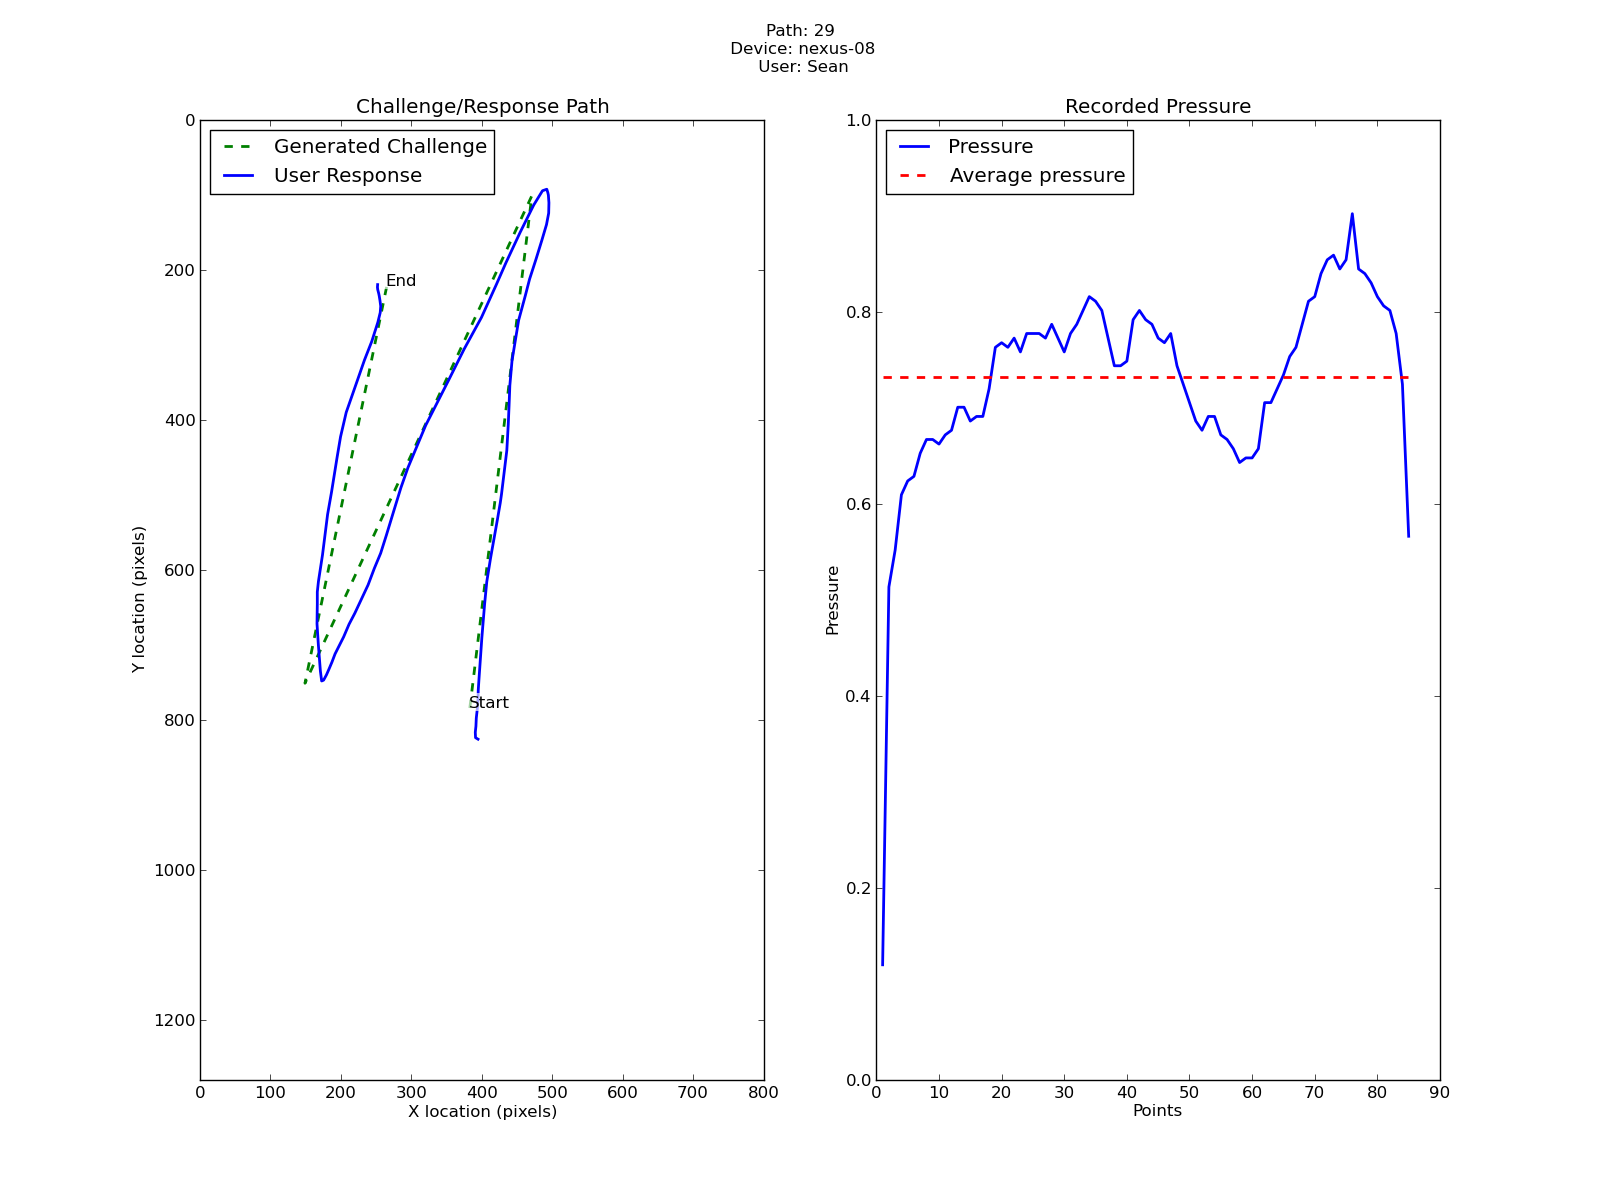 Path: 29
Device: nexus-08
User: Sean
Challenge/Response Path
Generated Challenge
User Response
End
Start
0
200
400
600
800
1000
1200
Y location (pixels)
0 100 200 300 400 500 600 700 800
X location (pixels)
Recorded Pressure
Pressure
Average pressure
1.0
0.8
0.6
0.4
0.2
0.0
Pressure
0 10 20 30 40 50 60 70 80 90
Points